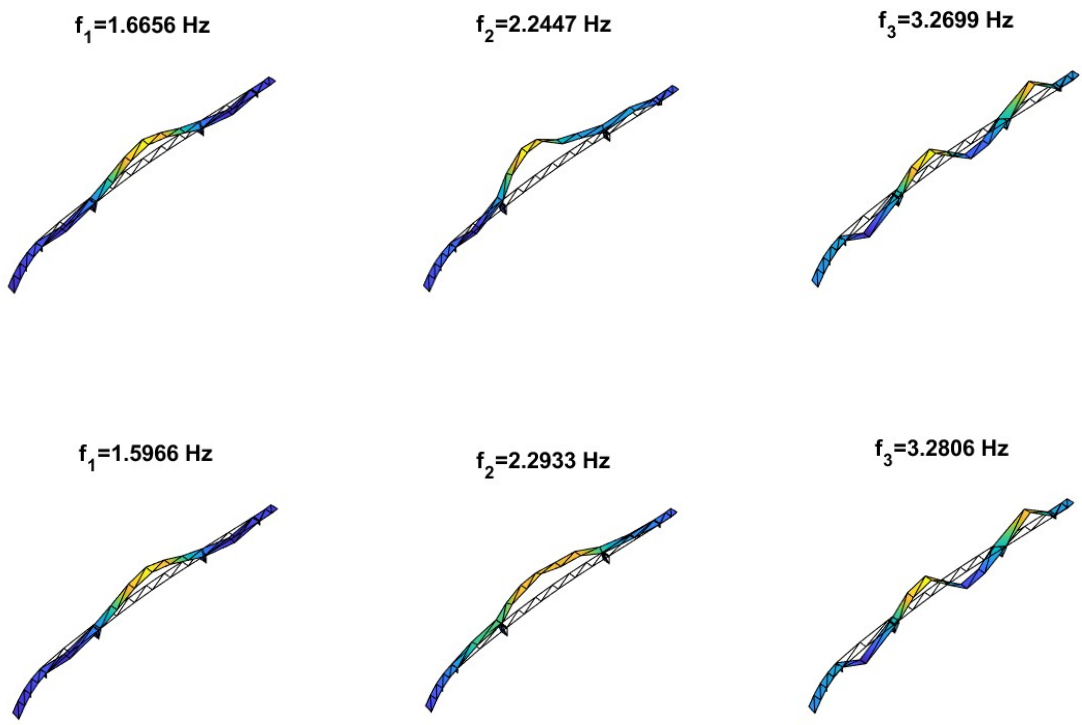 f₁=1.6656 Hz
f₂=2.2447 Hz
f₃=3.2699 Hz
f₁=1.5966 Hz
f₂=2.2933 Hz
f₃=3.2806 Hz